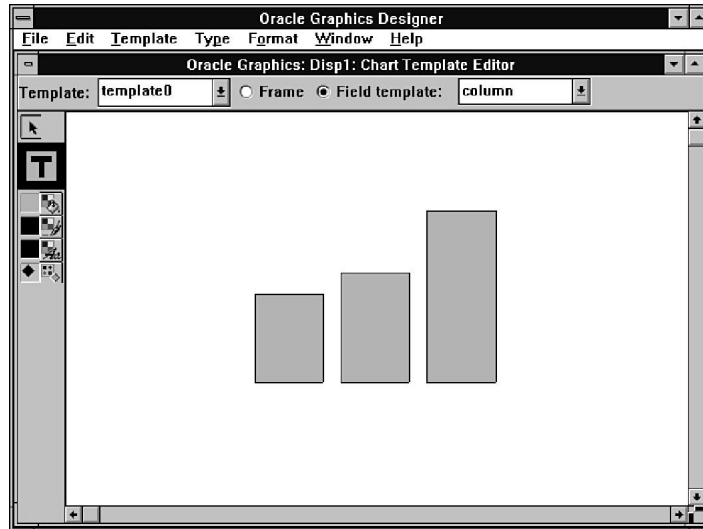 Oracle Graphics Designer
File Edit Template Type Format Window Help
Oracle Graphics: Disp1: Chart Template Editor
Template: template0 Frame Field template: column
T